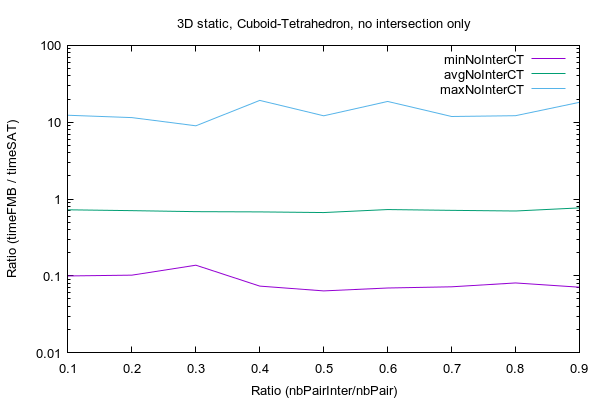 3D static, Cuboid-Tetrahedron, no intersection only
100
10
1
0.1
0.01
Ratio (timeFMB / timeSAT)
minNoInterCT
avgNoInterCT
maxNoInterCT
0.1 0.2 0.3 0.4 0.5 0.6 0.7 0.8 0.9
Ratio (nbPairInter/nbPair)